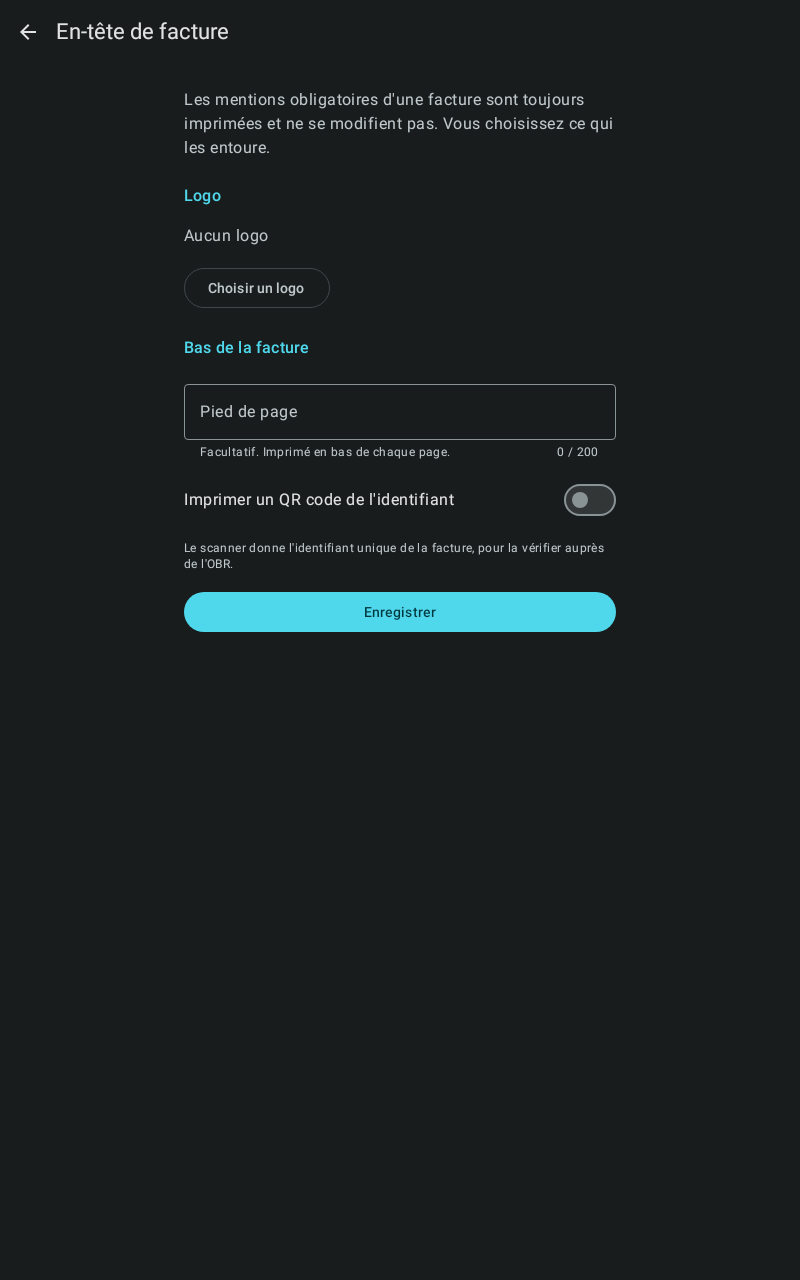 En-tête de facture
Les mentions obligatoires d'une facture sont toujours
imprimées et ne se modifient pas. Vous choisissez ce qui
les entoure.
Logo
Aucun logo
Choisir un logo
Bas de la facture
Pied de page
Facultatif. Imprimé en bas de chaque page.
0 / 200
Imprimer un QR code de l'identifiant
Le scanner donne l'identifiant unique de la facture, pour la vérifier auprès
de l'OBR.
Enregistrer